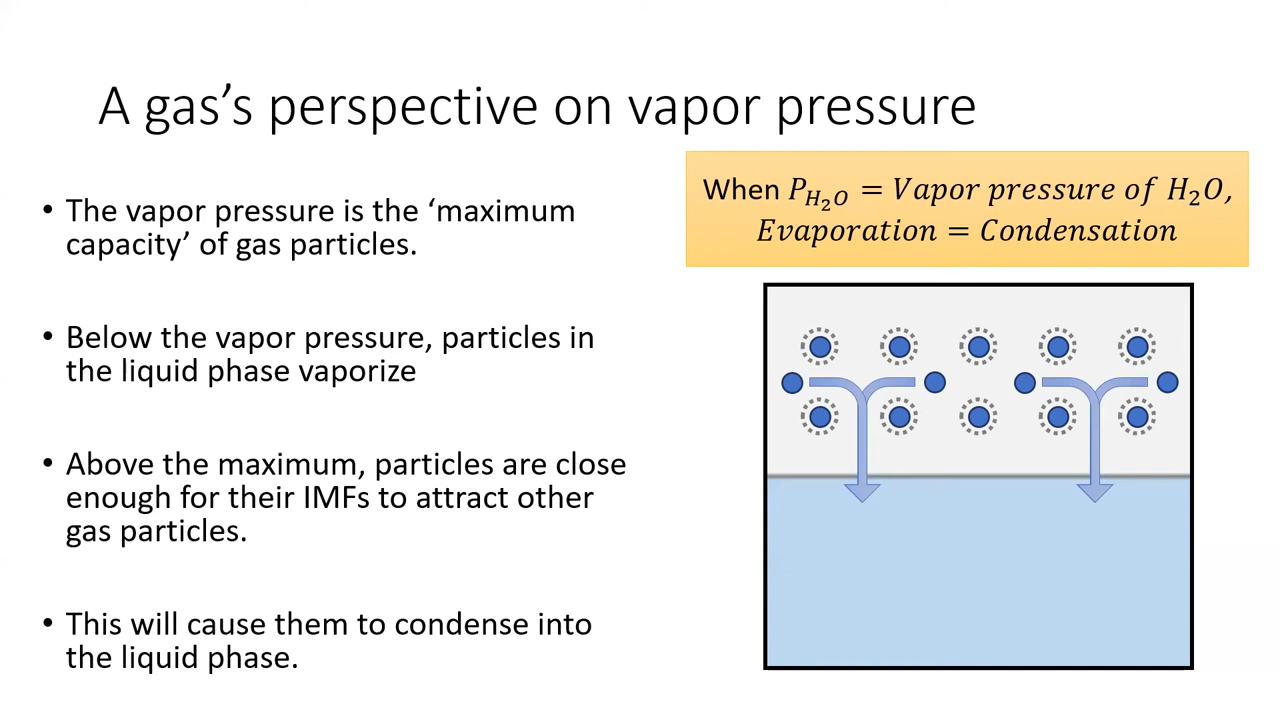 A gas’s perspective on vapor pressure
• The vapor pressure is the ‘maximum
capacity’ of gas particles.
• Below the vapor pressure, particles in
the liquid phase vaporize
• Above the maximum, particles are close
enough for their IMFs to attract other
gas particles.
• This will cause them to condense into
the liquid phase.
When P_{H₂O} = Vapor pressure of H₂O,
Evaporation = Condensation